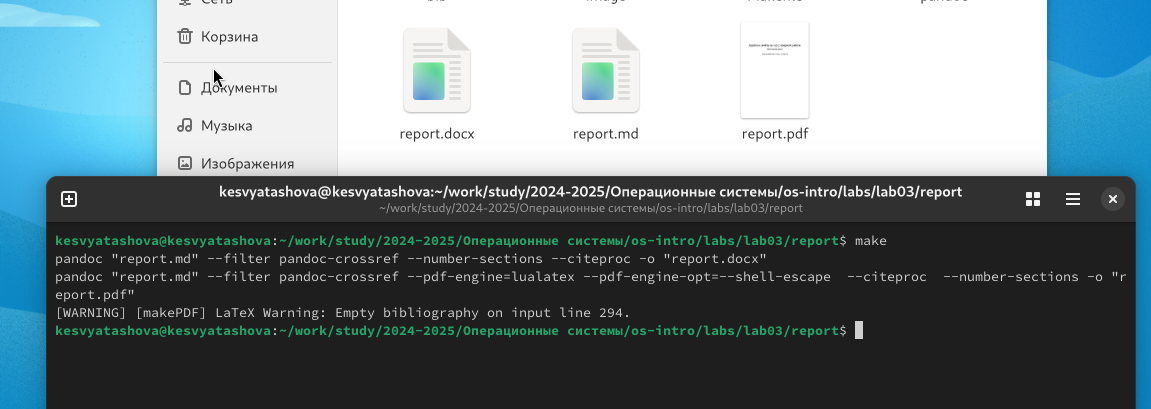 Сеть
Корзина
Документы
Музыка
Изображения
report.docx
report.md
report.pdf
kesvyatashova@kesvyatashova:~/work/study/2024-2025/Операционные системы/os-intro/labs/lab03/report
~/work/study/2024-2025/Операционные системы/os-intro/labs/lab03/report
kesvyatashova@kesvyatashova:~/work/study/2024-2025/Операционные системы/os-intro/labs/lab03/report$ make
pandoc "report.md" --filter pandoc-crossref --number-sections --citeproc -o "report.docx"
pandoc "report.md" --filter pandoc-crossref --pdf-engine=lualatex --pdf-engine-opt=--shell-escape  --citeproc  --number-sections -o "r
eport.pdf"
[WARNING] [makePDF] LaTeX Warning: Empty bibliography on input line 294.
kesvyatashova@kesvyatashova:~/work/study/2024-2025/Операционные системы/os-intro/labs/lab03/report$